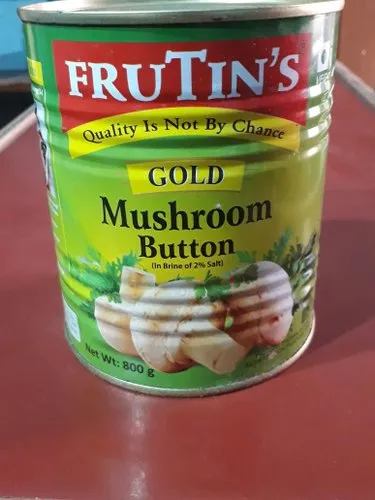 FRUTIN'S
Quality Is Not By Chance
GOLD
Mushroom
Button
(In Brine of 2% Salt)
Net Wt: 800 g